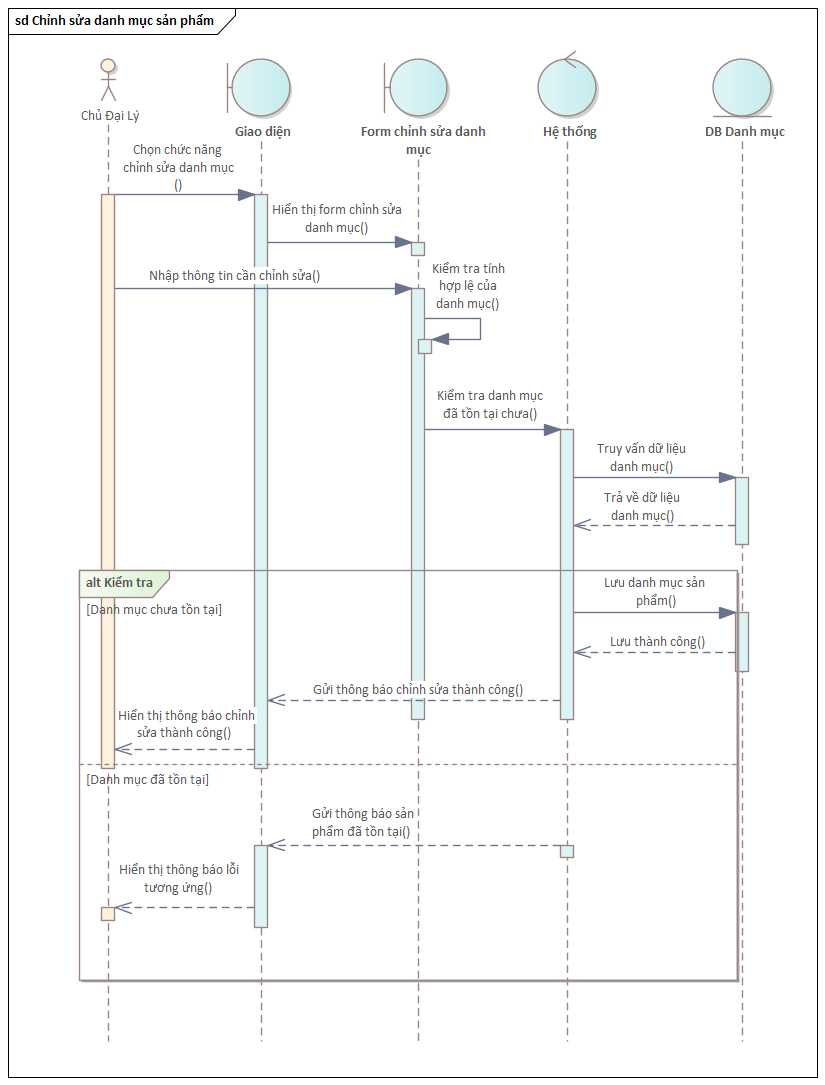 sd Chỉnh sửa danh mục sản phẩm
Chủ Đại Lý
Giao diện
Form chỉnh sửa danh
mục
Hệ thống
DB Danh mục
Chọn chức năng
chỉnh sửa danh mục
()
Hiển thị form chỉnh sửa
danh mục()
Nhập thông tin cần chỉnh sửa()
Kiểm tra tính
hợp lệ của
danh mục()
Kiểm tra danh mục
đã tồn tại chưa()
Truy vấn dữ liệu
danh mục()
Trả về dữ liệu
danh mục()
alt Kiểm tra
[Danh mục chưa tồn tại]
Lưu danh mục sản
phẩm()
Lưu thành công()
Gửi thông báo chỉnh sửa thành công()
Hiển thị thông báo chỉnh
sửa thành công()
[Danh mục đã tồn tại]
Gửi thông báo sản
phẩm đã tồn tại()
Hiển thị thông báo lỗi
tương ứng()